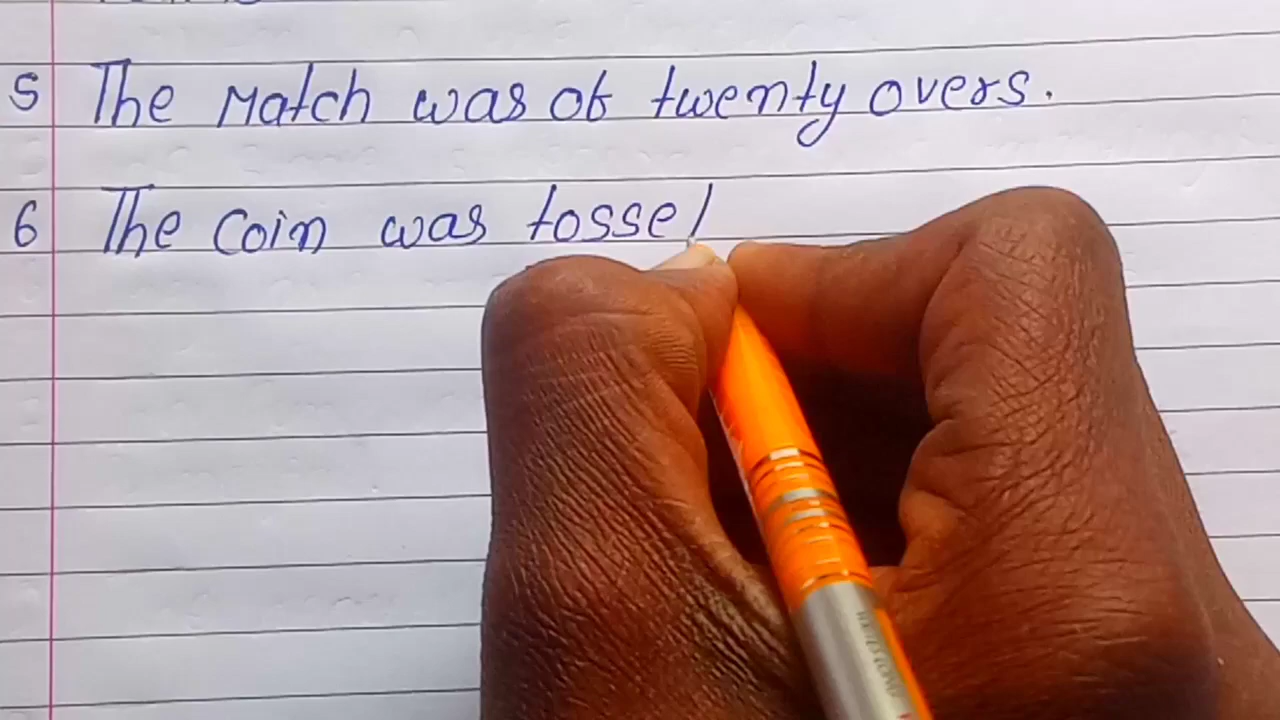 5 The Match was of twenty overs.
6 The Coin was tosse